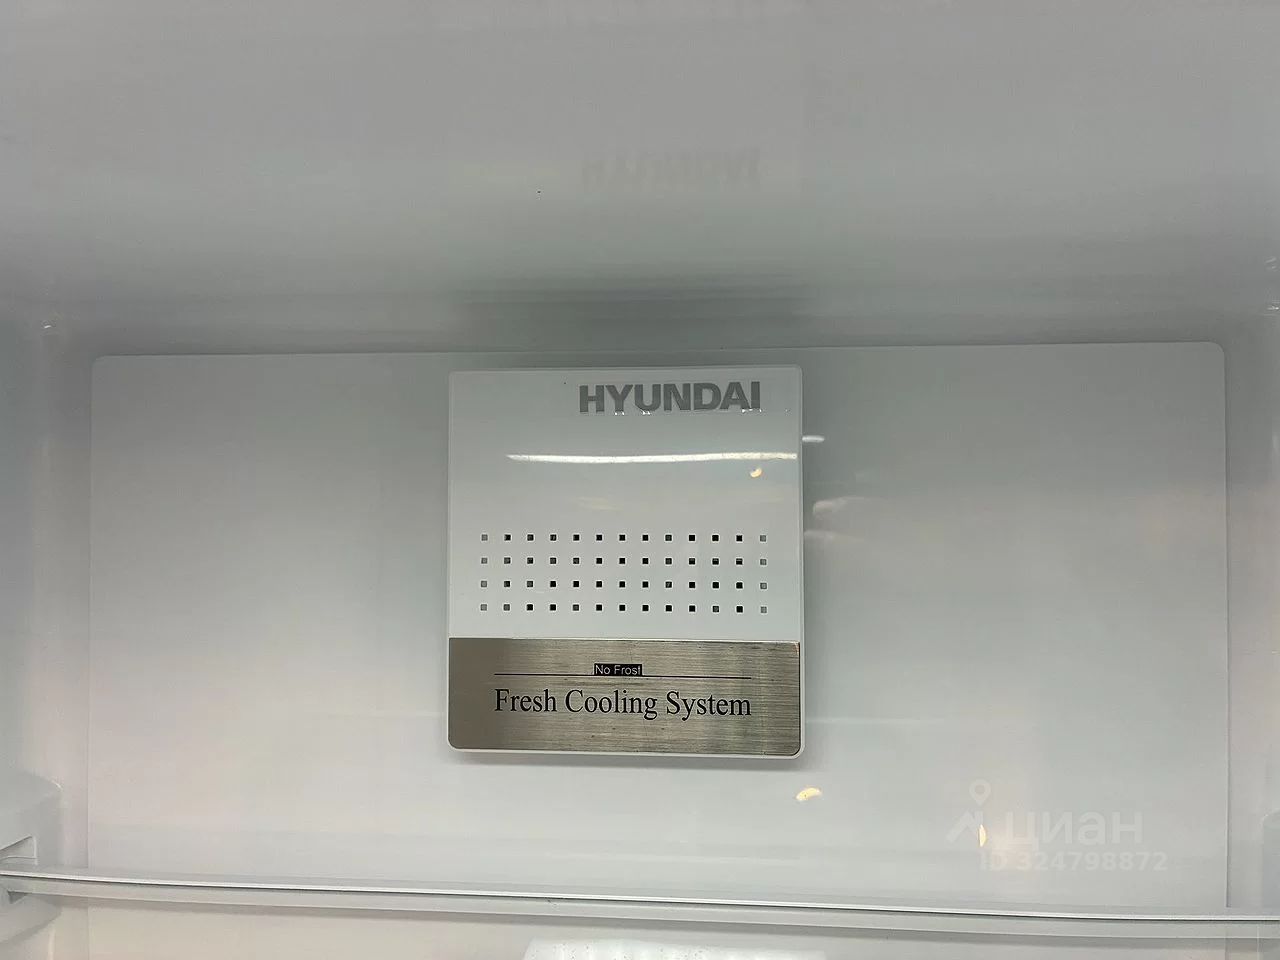 HYUNDAI
No Frost
Fresh Cooling System
циан
ID 324798872